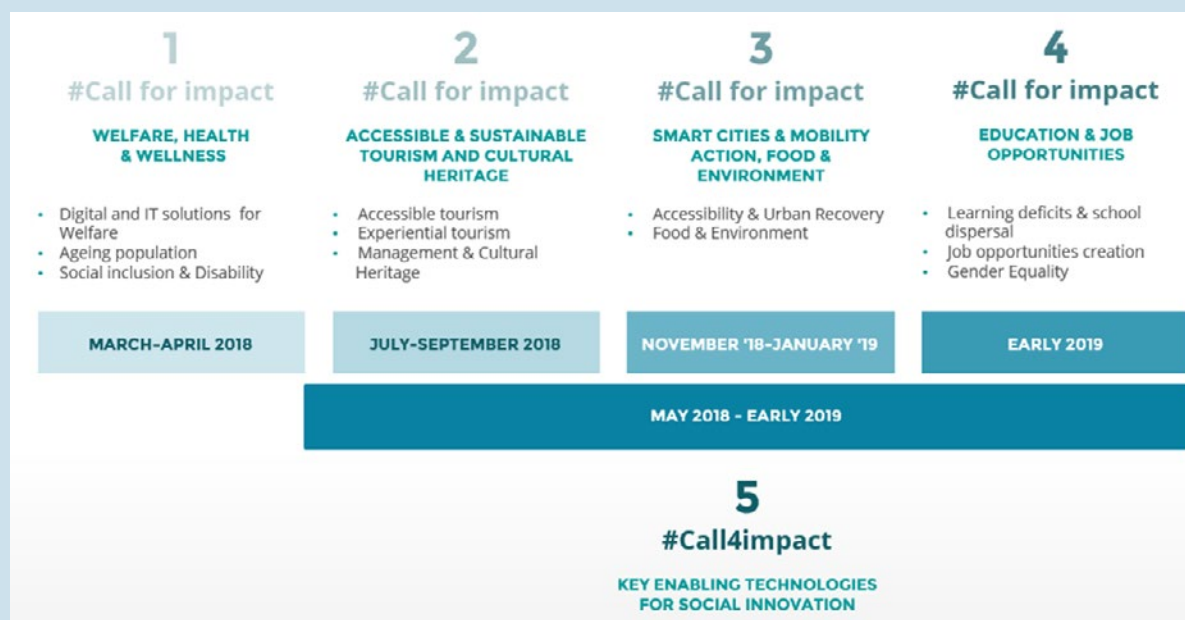 1
#Call for impact
WELFARE, HEALTH
& WELLNESS
• Digital and IT solutions for
Welfare
• Ageing population
• Social inclusion & Disability
MARCH-APRIL 2018
2
#Call for impact
ACCESSIBLE & SUSTAINABLE
TOURISM AND CULTURAL
HERITAGE
• Accessible tourism
• Experiential tourism
• Management & Cultural
Heritage
JULY-SEPTEMBER 2018
3
#Call for impact
SMART CITIES & MOBILITY
ACTION, FOOD &
ENVIRONMENT
• Accessibility & Urban Recovery
• Food & Environment
NOVEMBER '18-JANUARY '19
4
#Call for impact
EDUCATION & JOB
OPPORTUNITIES
• Learning deficits & school
dispersal
• Job opportunities creation
• Gender Equality
EARLY 2019
MAY 2018 - EARLY 2019
5
#Call4impact
KEY ENABLING TECHNOLOGIES
FOR SOCIAL INNOVATION